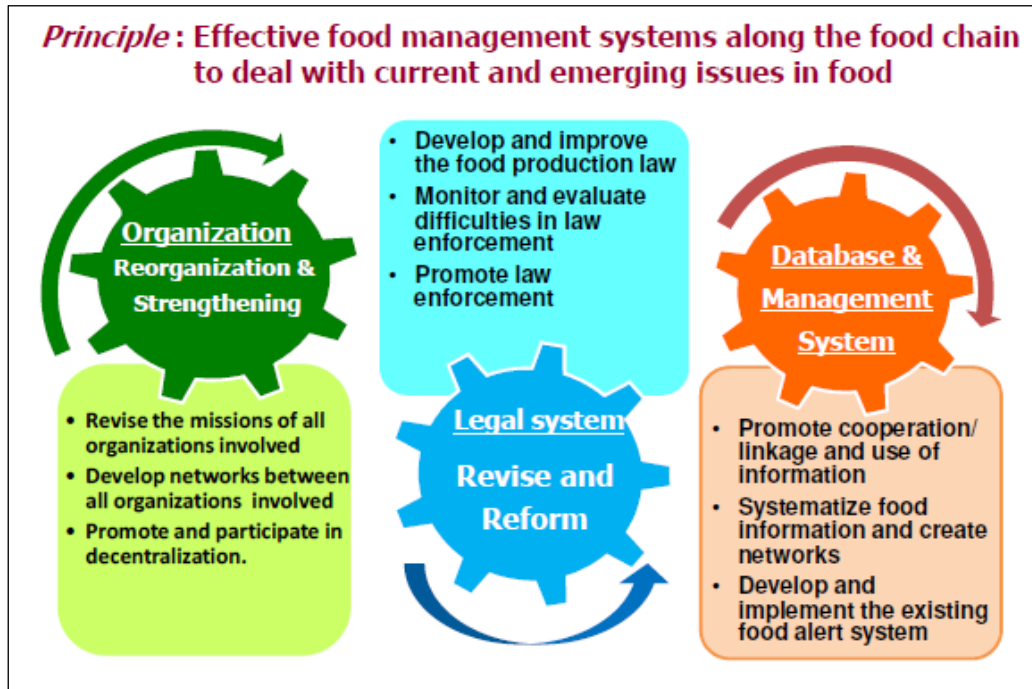 Principle : Effective food management systems along the food chain
to deal with current and emerging issues in food
Organization
Reorganization &
Strengthening
• Revise the missions of all
organizations involved
• Develop networks between
all organizations involved
• Promote and participate in
decentralization.
• Develop and improve
the food production law
• Monitor and evaluate
difficulties in law
enforcement
• Promote law
enforcement
Legal system
Revise and
Reform
Database &
Management
System
• Promote cooperation/
linkage and use of
information
• Systematize food
information and create
networks
• Develop and
implement the existing
food alert system